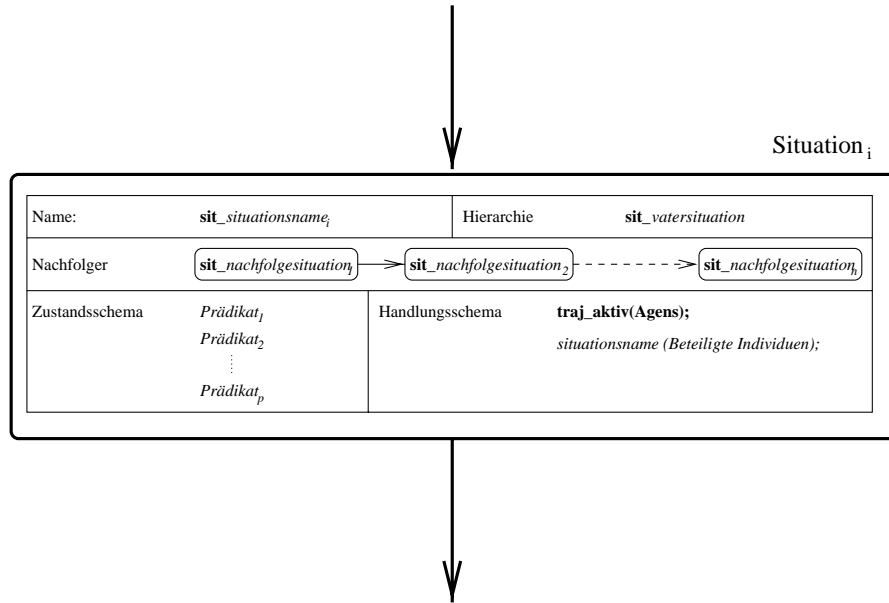 Situation i
Name: sit_situationsname i Hierarchie sit_vatersituation
Nachfolger sit_nachfolgesituation 1 sit_nachfolgesituation 2 sit_nachfolgesituation n
Zustandsschema Prädikat 1 Handlungsschema traj_aktiv(Agens);
Prädikat 2 situationsname (Beteiligte Individuen);
Prädikat p